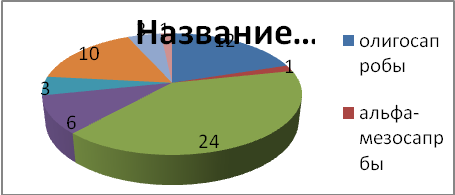 Название…
12
1
24
6
3
10
1
олигосап
робы
альфа-
мезосапр
бы